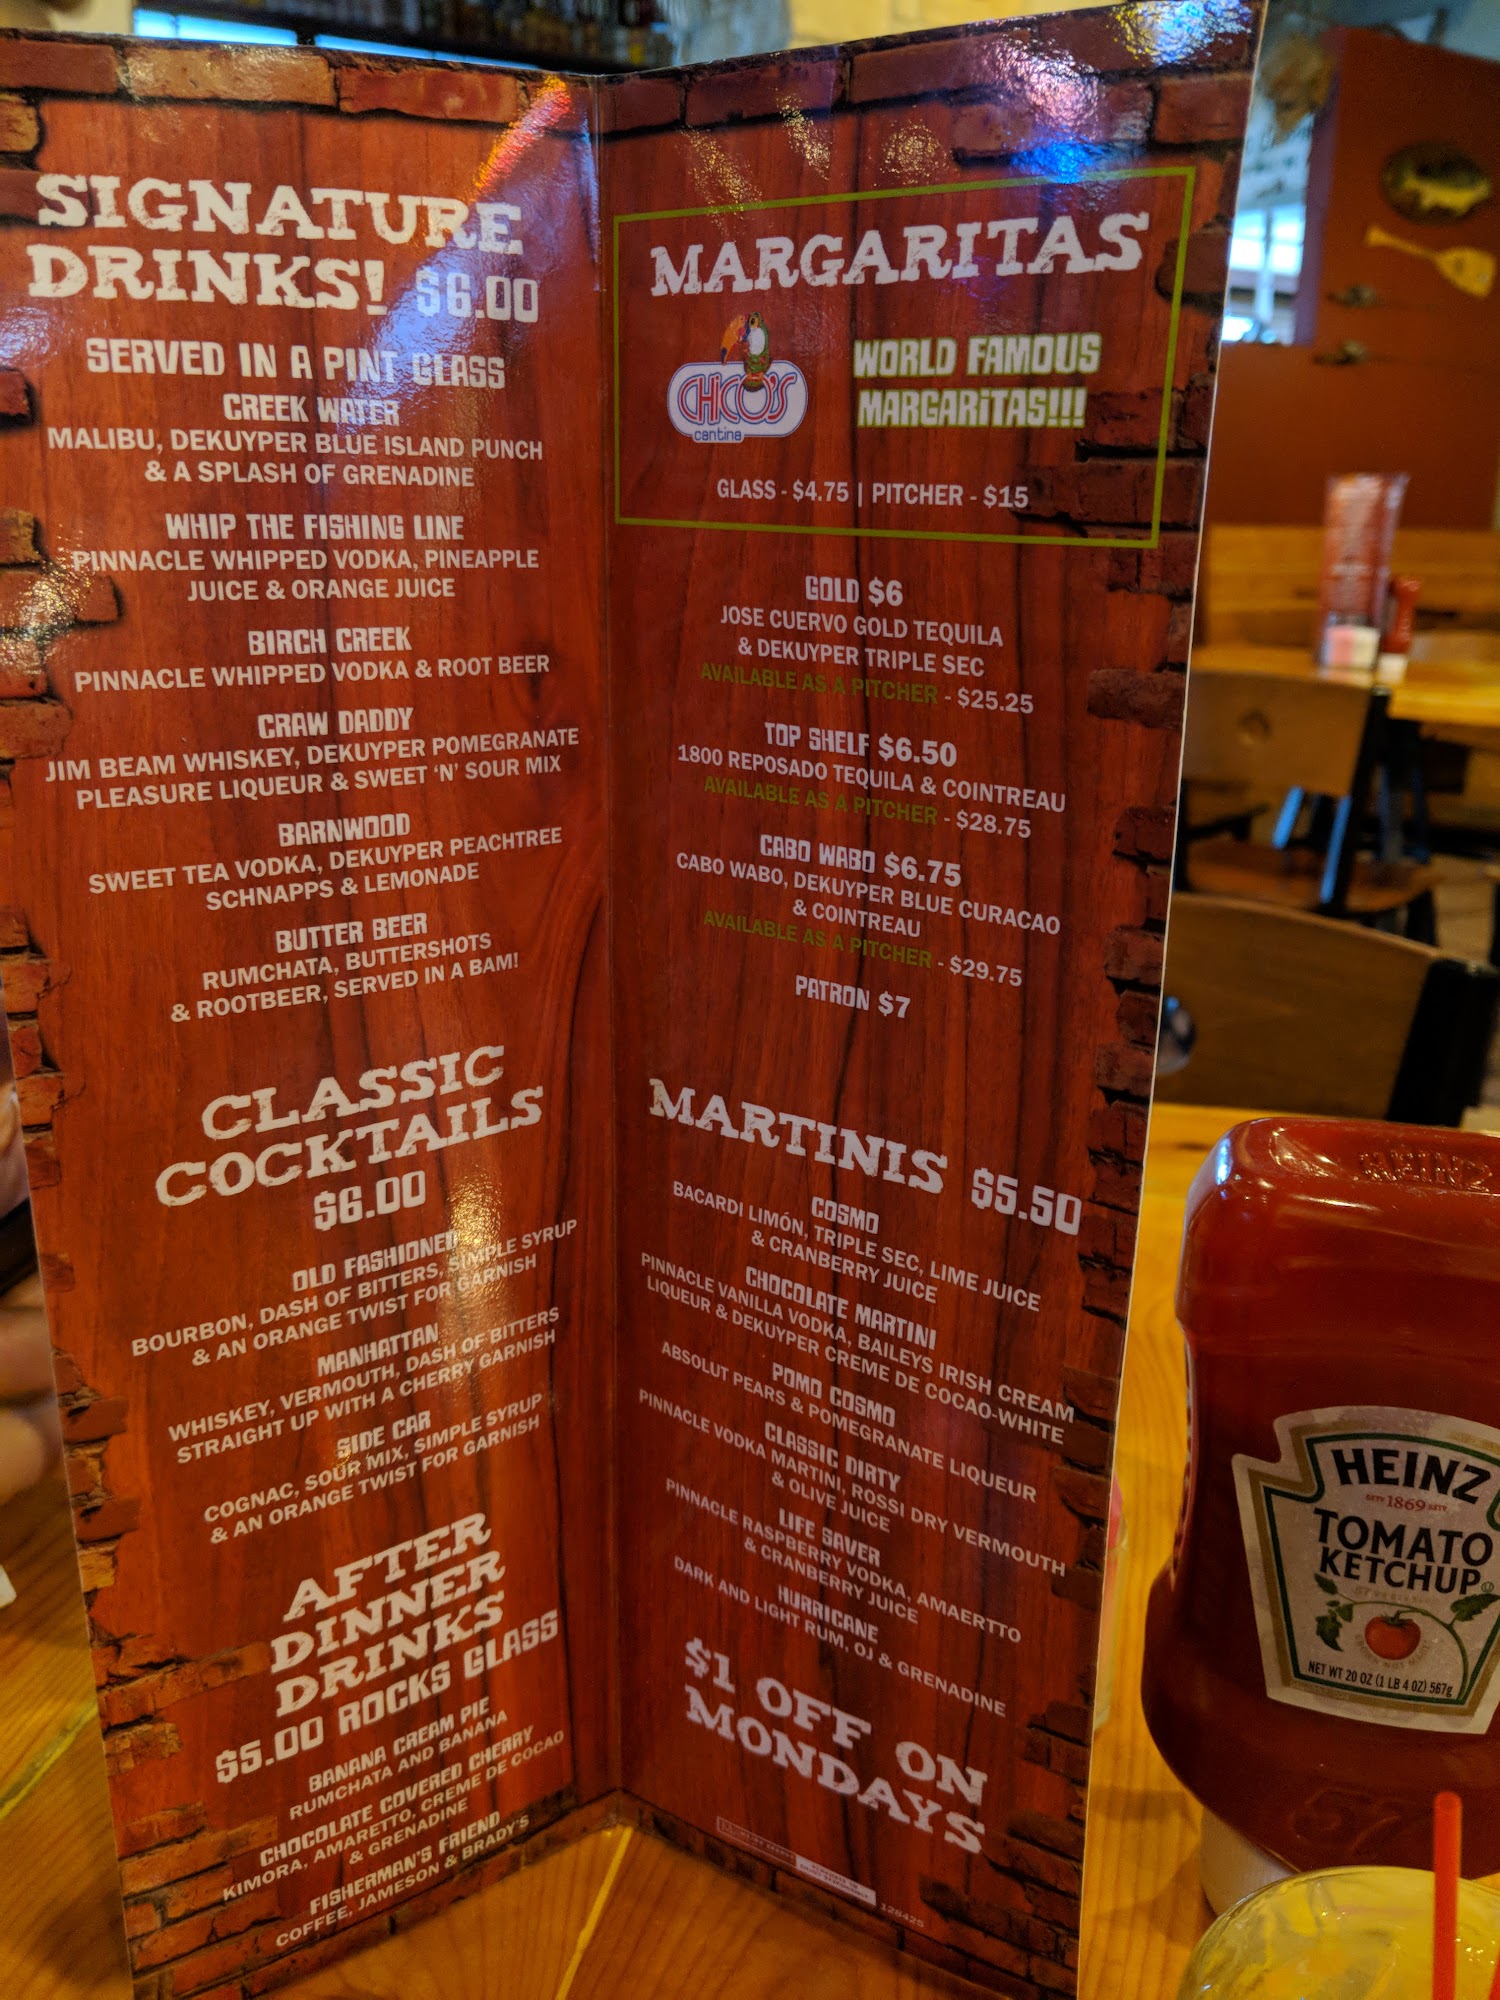 SIGNATURE
DRINKS! $6.00
SERVED IN A PINT GLASS
CREEK WATER
MALIBU, DEKUYPER BLUE ISLAND PUNCH
& A SPLASH OF GRENADINE
WHIP THE FISHING LINE
PINNACLE WHIPPED VODKA, PINEAPPLE
JUICE & ORANGE JUICE
BIRCH CREEK
PINNACLE WHIPPED VODKA & ROOT BEER
CRAW DADDY
JIM BEAM WHISKEY, DEKUYPER POMEGRANATE
PLEASURE LIQUEUR & SWEET 'N' SOUR MIX
BARNWOOD
SWEET TEA VODKA, DEKUYPER PEACHTREE
SCHNAPPS & LEMONADE
BUTTER BEER
RUMCHATA, BUTTERSHOTS
& ROOTBEER, SERVED IN A BAM!
CLASSIC
COCKTAILS
$6.00
OLD FASHIONED
BOURBON, DASH OF BITTERS, SIMPLE SYRUP
& AN ORANGE TWIST FOR GARNISH
MANHATTAN
WHISKEY, VERMOUTH, DASH OF BITTERS
STRAIGHT UP WITH A CHERRY GARNISH
SIDE CAR
COGNAC, SOUR MIX, SIMPLE SYRUP
& AN ORANGE TWIST FOR GARNISH
AFTER
DINNER
DRINKS
$5.00 ROCKS GLASS
BANANA CREAM PIE
RUMCHATA AND BANANA
CHOCOLATE COVERED CHERRY
KIMORA, AMARETTO, CREME DE COCAO
& GRENADINE
FISHERMAN'S FRIEND
COFFEE, JAMESON & BRADY'S
MARGARITAS
CHICO'S
cantina
WORLD FAMOUS
MARGARITAS!!!
GLASS - $4.75 | PITCHER - $15
GOLD $6
JOSE CUERVO GOLD TEQUILA
& DEKUYPER TRIPLE SEC
AVAILABLE AS A PITCHER - $25.25
TOP SHELF $6.50
1800 REPOSADO TEQUILA & COINTREAU
AVAILABLE AS A PITCHER - $28.75
CABO WABO $6.75
CABO WABO, DEKUYPER BLUE CURACAO
& COINTREAU
AVAILABLE AS A PITCHER - $29.75
PATRON $7
MARTINIS $5.50
COSMO
BACARDI LIMÓN, TRIPLE SEC, LIME JUICE
& CRANBERRY JUICE
CHOCOLATE MARTINI
PINNACLE VANILLA VODKA, BAILEYS IRISH CREAM
LIQUEUR & DEKUYPER CREME DE COCAO-WHITE
POMO COSMO
ABSOLUT PEARS & POMEGRANATE LIQUEUR
CLASSIC DIRTY
PINNACLE VODKA MARTINI, ROSSI DRY VERMOUTH
& OLIVE JUICE
LIFE SAVER
PINNACLE RASPBERRY VODKA, AMAERTTO
& CRANBERRY JUICE
HURRICANE
DARK AND LIGHT RUM, OJ & GRENADINE
$1 OFF ON
MONDAYS
128425
HEINZ
HEINZ
ESTD 1869 ESTD
TOMATO
KETCHUP
GROWN NOT MADE
NET WT 20 OZ (1 LB 4 OZ) 567g
57